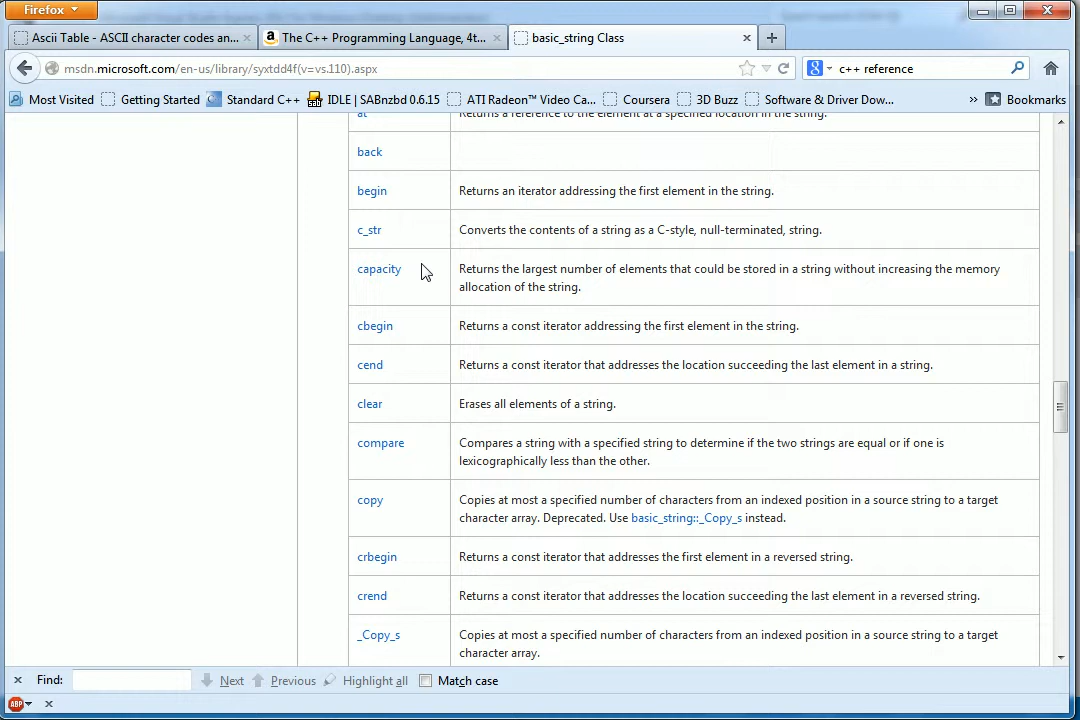 Firefox
Ascii Table - ASCII character codes an...
The C++ Programming Language, 4t...
basic_string Class
msdn.microsoft.com/en-us/library/syxtdd4f(v=vs.110).aspx
c++ reference
Most Visited
Getting Started
Standard C++
IDLE | SABnzbd 0.6.15
ATI Radeon™ Video Ca...
Coursera
3D Buzz
Software & Driver Dow...
»
Bookmarks
at
Returns a reference to the element at a specified location in the string.
back
begin
Returns an iterator addressing the first element in the string.
c_str
Converts the contents of a string as a C-style, null-terminated, string.
capacity
Returns the largest number of elements that could be stored in a string without increasing the memory
allocation of the string.
cbegin
Returns a const iterator addressing the first element in the string.
cend
Returns a const iterator that addresses the location succeeding the last element in a string.
clear
Erases all elements of a string.
compare
Compares a string with a specified string to determine if the two strings are equal or if one is
lexicographically less than the other.
copy
Copies at most a specified number of characters from an indexed position in a source string to a target
character array. Deprecated. Use basic_string::_Copy_s instead.
crbegin
Returns a const iterator that addresses the first element in a reversed string.
crend
Returns a const iterator that addresses the location succeeding the last element in a reversed string.
_Copy_s
Copies at most a specified number of characters from an indexed position in a source string to a target
character array.
Find:
Next
Previous
Highlight all
Match case
ABP